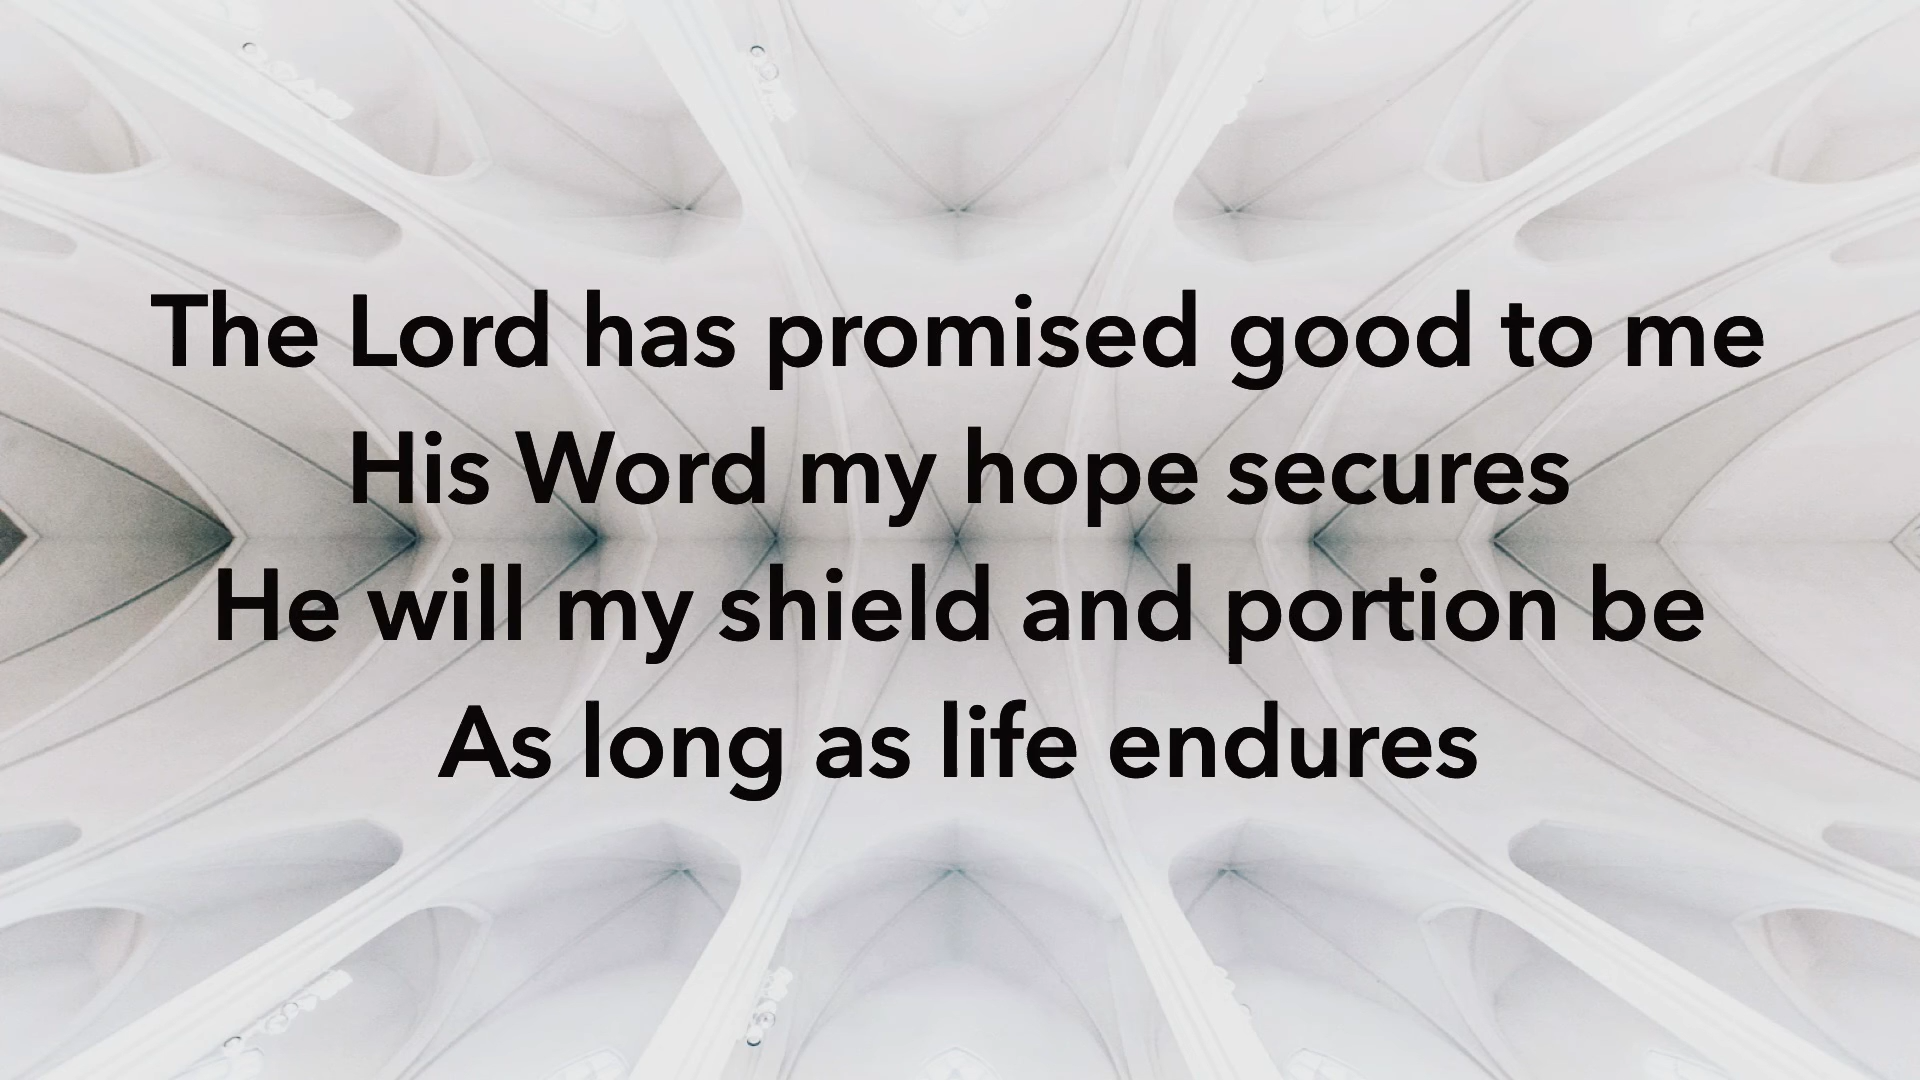 The Lord has promised good to me
His Word my hope secures
He will my shield and portion be
As long as life endures